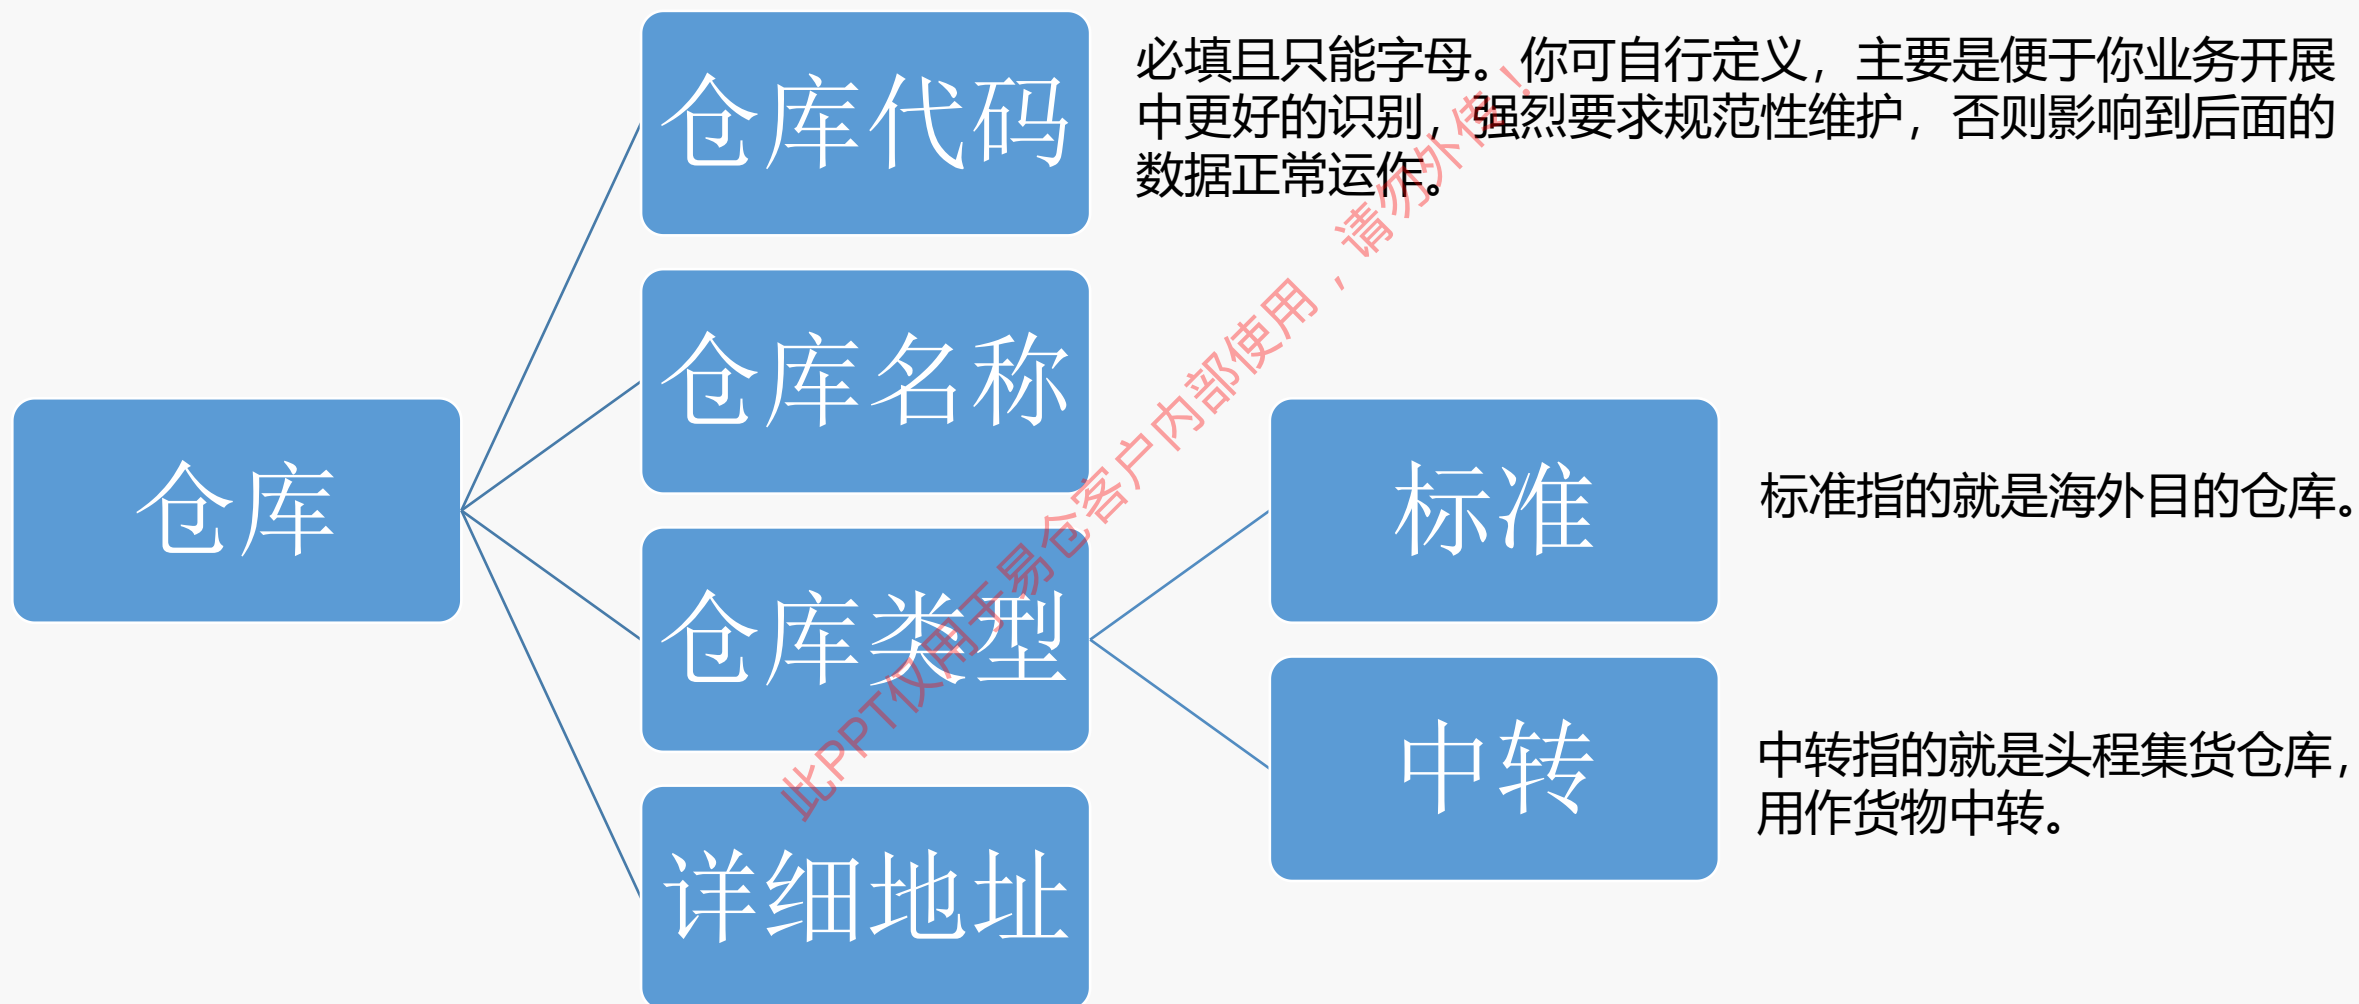 仓库代码
必填且只能字母。你可自行定义，主要是便于你业务开展
中更好的识别，强烈要求规范性维护，否则影响到后面的
数据正常运作。
仓库名称
仓库
标准
标准指的就是海外目的仓库。
仓库类型
中转
中转指的就是头程集货仓库，
用作货物中转。
详细地址
此PPT仅用于易仓客户内部使用，请勿外传！